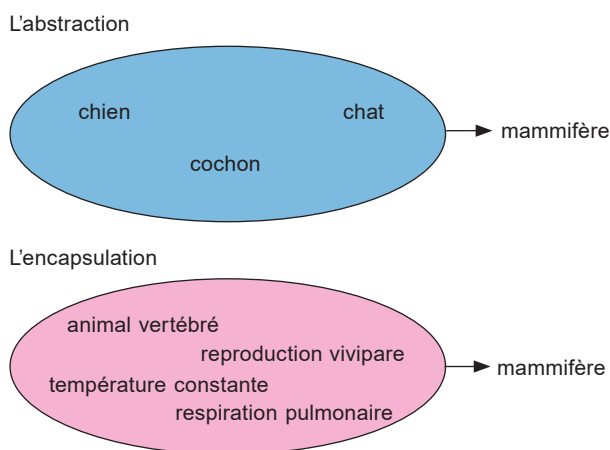 L'abstraction
chien
chat
cochon
mammifère
L'encapsulation
animal vertébré
reproduction vivipare
température constante
respiration pulmonaire
mammifère